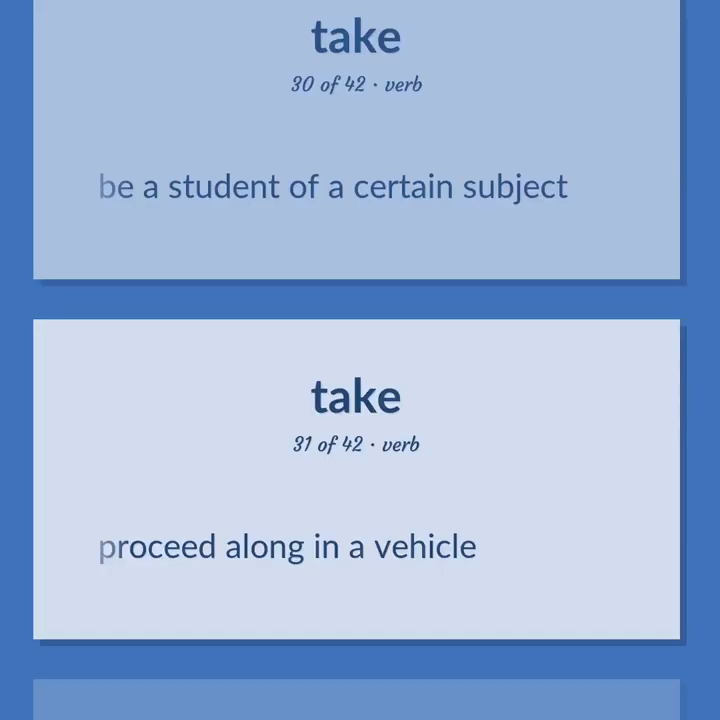 take
30 of 42 · verb
be a student of a certain subject
take
31 of 42 · verb
proceed along in a vehicle